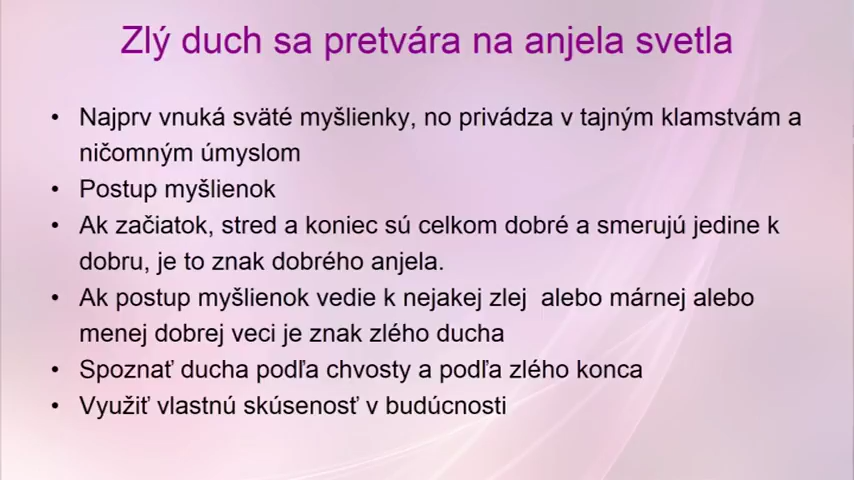 Zlý duch sa pretvára na anjela svetla
• Najprv vnuká sväté myšlienky, no privádza v tajným klamstvám a
ničomným úmyslom
• Postup myšlienok
• Ak začiatok, stred a koniec sú celkom dobré a smerujú jedine k
dobru, je to znak dobrého anjela.
• Ak postup myšlienok vedie k nejakej zlej  alebo márnej alebo
menej dobrej veci je znak zlého ducha
• Spoznať ducha podľa chvosty a podľa zlého konca
• Využiť vlastnú skúsenosť v budúcnosti